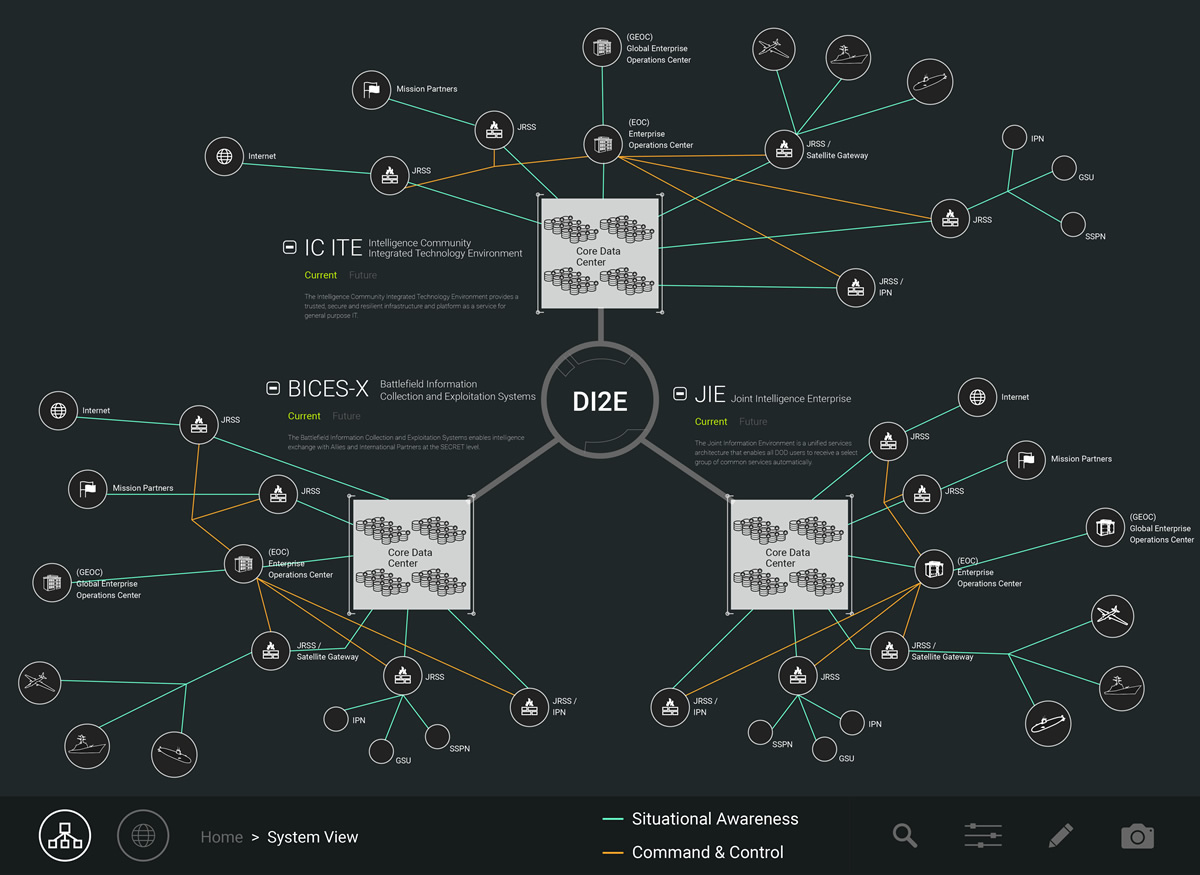 (GEOC)
Global Enterprise
Operations Center
Mission Partners
JRSS
(EOC)
Enterprise
Operations Center
JRSS /
Satellite Gateway
IPN
GSU
SSPN
Internet
JRSS
JRSS
JRSS /
IPN
Core Data
Center
IC ITE
Intelligence Community
Integrated Technology Environment
Current Future
The Intelligence Community Integrated Technology Environment provides a
trusted, secure and resilient infrastructure and platform as a service for
general purpose IT.
DI2E
BICES-X
Battlefield Information
Collection and Exploitation Systems
Current Future
The Battlefield Information Collection and Exploitation Systems enables intelligence
exchange with Allies and International Partners at the SECRET level.
Internet
JRSS
Mission Partners
JRSS
Core Data
Center
(EOC)
Enterprise
Operations Center
(GEOC)
Global Enterprise
Operations Center
JRSS /
Satellite Gateway
JRSS
JRSS /
IPN
IPN
GSU
SSPN
JIE
Joint Intelligence Enterprise
Current Future
The Joint Information Environment is a unified services
architecture that enables all DOD users to receive a select
group of common services automatically.
Internet
JRSS
Mission Partners
JRSS
(GEOC)
Global Enterprise
Operations Center
Core Data
Center
(EOC)
Enterprise
Operations Center
JRSS /
Satellite Gateway
JRSS
JRSS /
IPN
IPN
SSPN
GSU
Home > System View
Situational Awareness
Command & Control